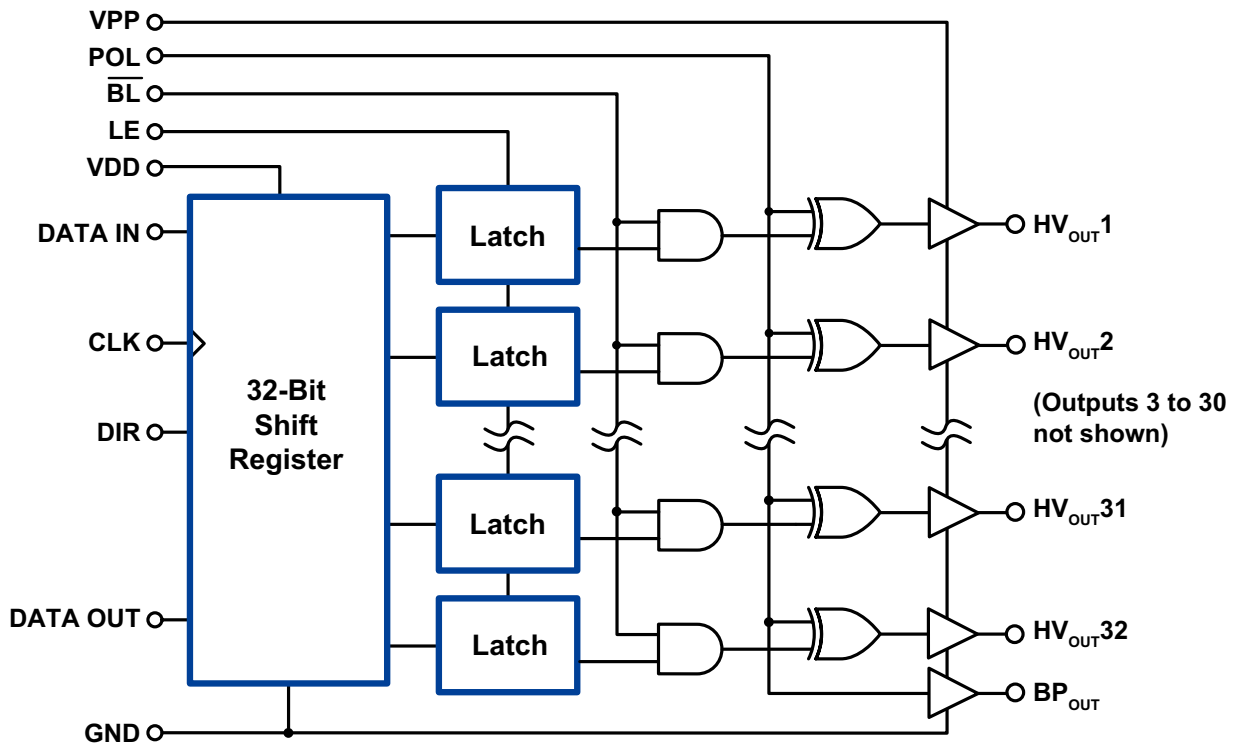 VPP
POL
BL
LE
VDD
DATA IN
CLK
DIR
DATA OUT
GND
32-Bit
Shift
Register
Latch
Latch
Latch
Latch
HVOUT1
HVOUT2
(Outputs 3 to 30
not shown)
HVOUT31
HVOUT32
BPOUT